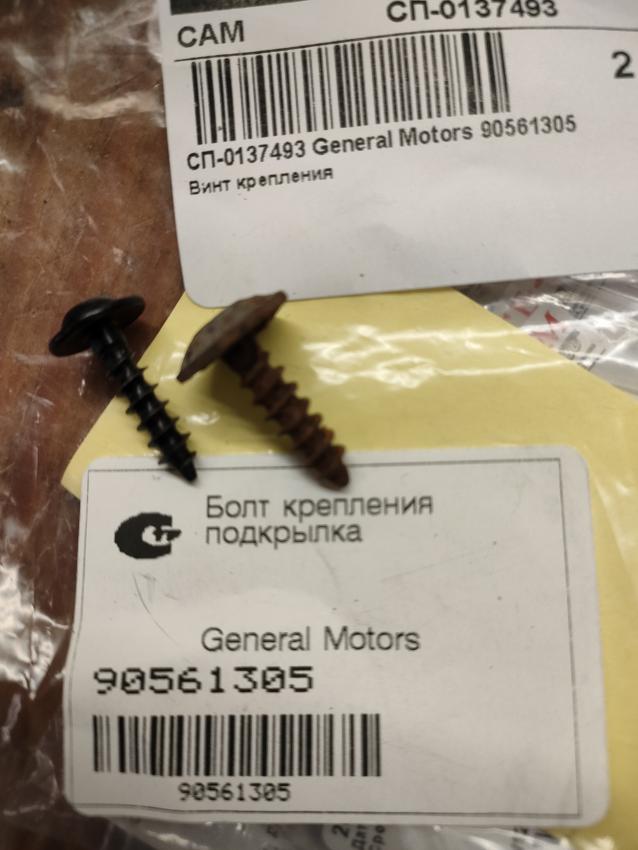 САМ СП-0137493
2
СП-0137493 General Motors 90561305
Винт крепления
Болт крепления
подкрылка
General Motors
90561305
90561305